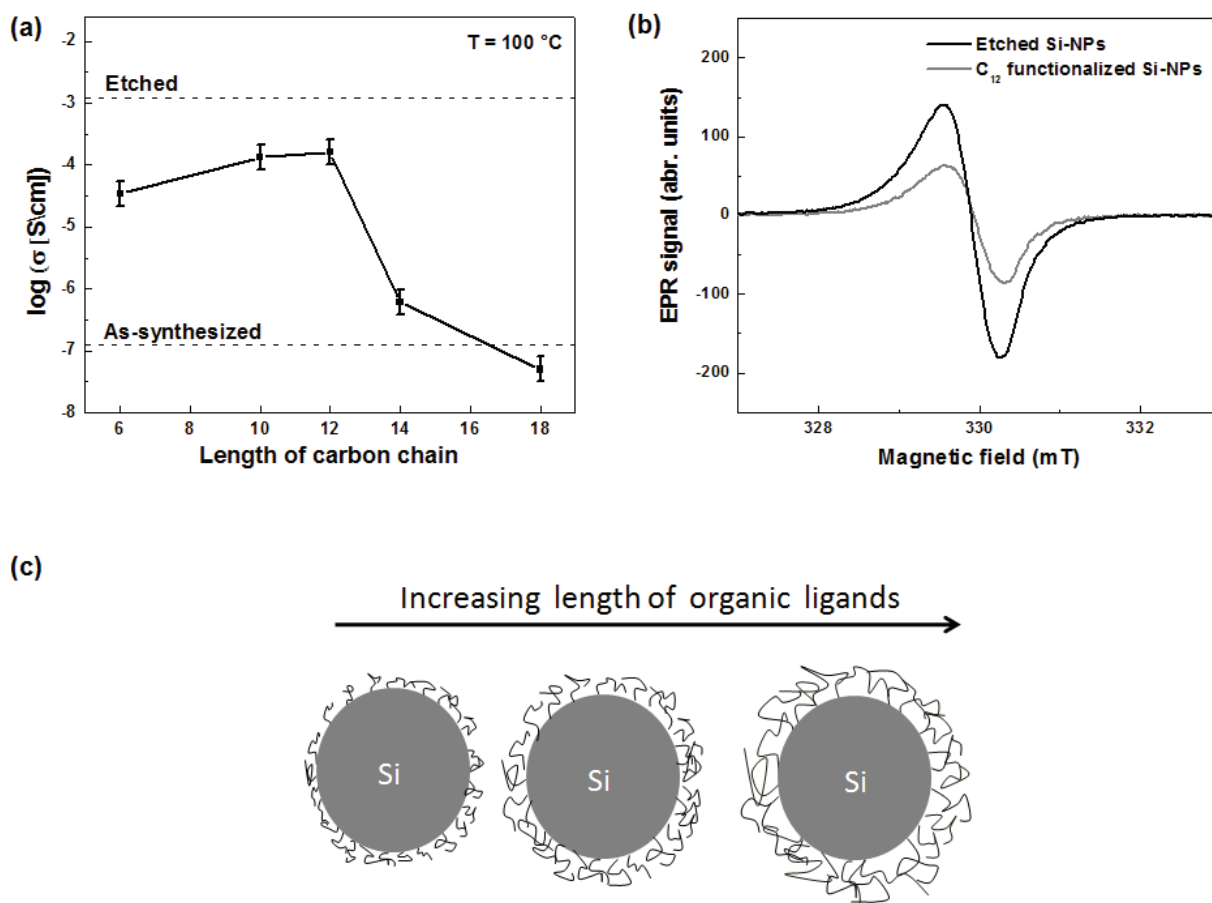 (a)
T = 100 °C
Etched
As-synthesized
log (σ [S\cm])
-2
-3
-4
-5
-6
-7
-8
6 8 10 12 14 16 18
Length of carbon chain
(b)
Etched Si-NPs
C₁₂ functionalized Si-NPs
EPR signal (abr. units)
200
100
0
-100
-200
328 330 332
Magnetic field (mT)
(c)
Increasing length of organic ligands
Si Si Si